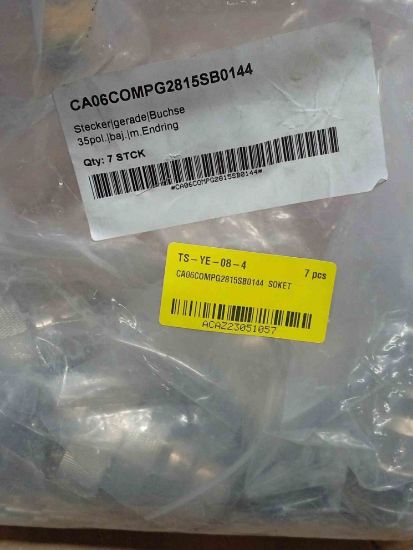 CA06COMPG2815SB0144
Stecker|gerade|Buchse
35pol.|baj.|m.Endring
Qty: 7 STCK
*CA06COMPG2815SB0144*
TS-YE-08-4 7 pcs
CA06COMPG2815SB0144 SOKET
ACAZ23051057